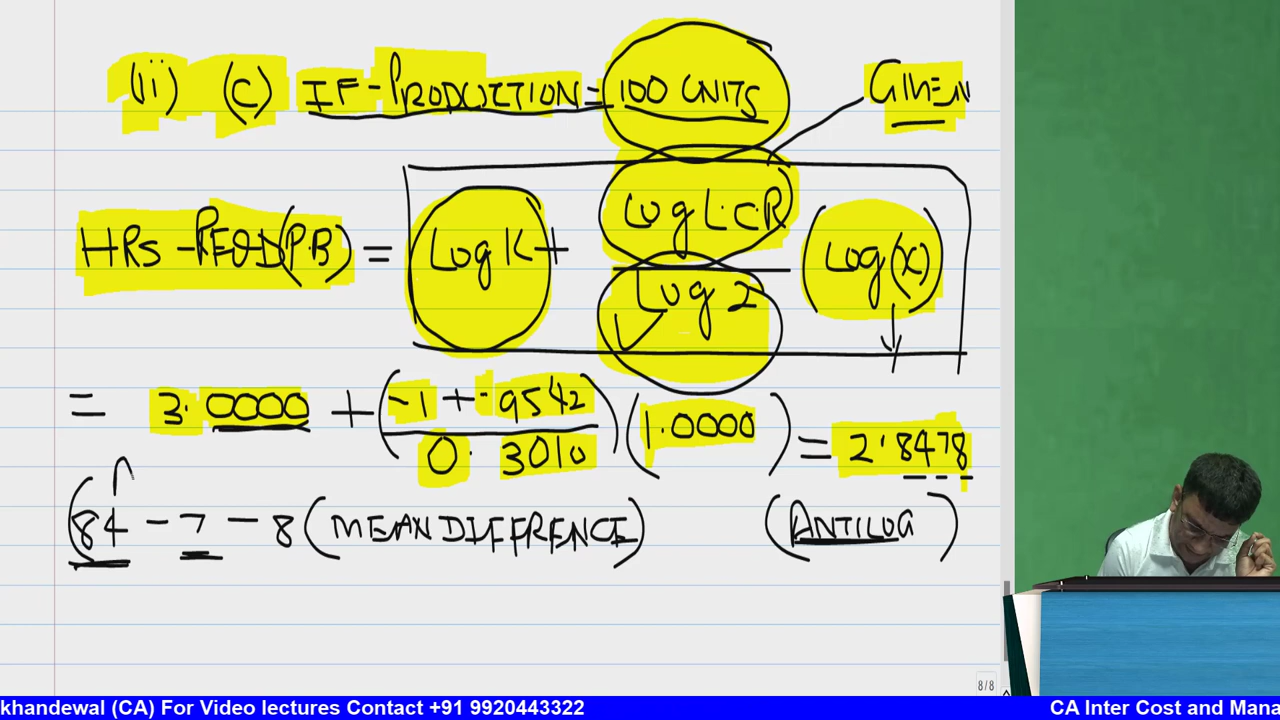 (ii) (C) IF-PRODUCTION = 100 UNITS GIVEN
HRS-REQD(P.B) = Log K + Log L.C.R / Log 2 (Log(X))
= 3.0000 + (-1 + .9542 / 0.3010) (1.0000) = 2.8478
(84 - 7 - 8 (MEAN DIFFERENCE) (ANTILOG)
8/8
khandewal (CA) For Video lectures Contact +91 9920443322 CA Inter Cost and Mana